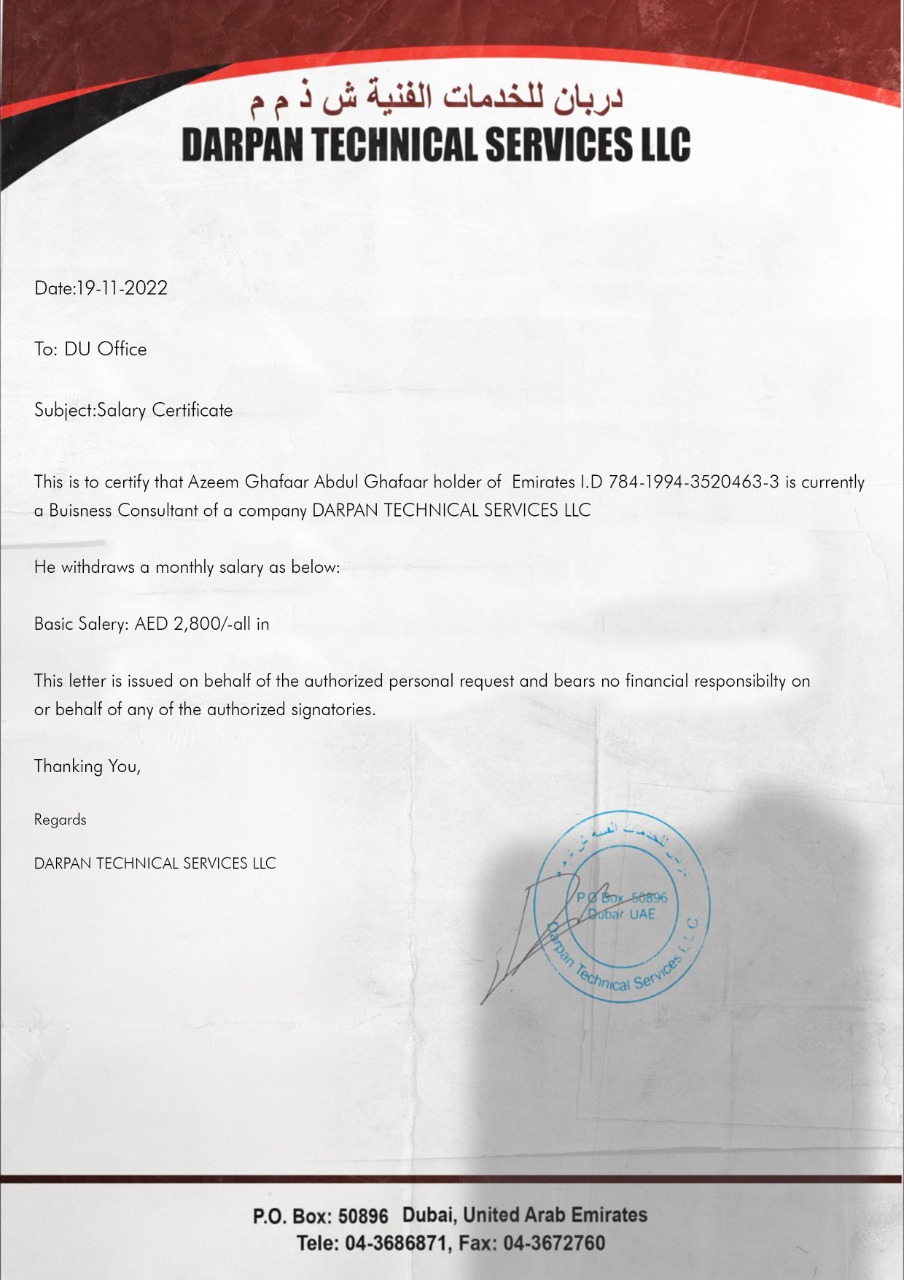 دربان للخدمات الفنية ش ذ م م
DARPAN TECHNICAL SERVICES LLC
Date:19-11-2022
To: DU Office
Subject:Salary Certificate
This is to certify that Azeem Ghafaar Abdul Ghafaar holder of  Emirates I.D 784-1994-3520463-3 is currently
a Buisness Consultant of a company DARPAN TECHNICAL SERVICES LLC
He withdraws a monthly salary as below:
Basic Salery: AED 2,800/-all in
This letter is issued on behalf of the authorized personal request and bears no financial responsibilty on
or behalf of any of the authorized signatories.
Thanking You,
Regards
DARPAN TECHNICAL SERVICES LLC
دربان للخدمات الفنية ش ذ م م
P O Box 50896
Dubai UAE
Darpan Technical Services L L C
P.O. Box: 50896  Dubai, United Arab Emirates
Tele: 04-3686871, Fax: 04-3672760